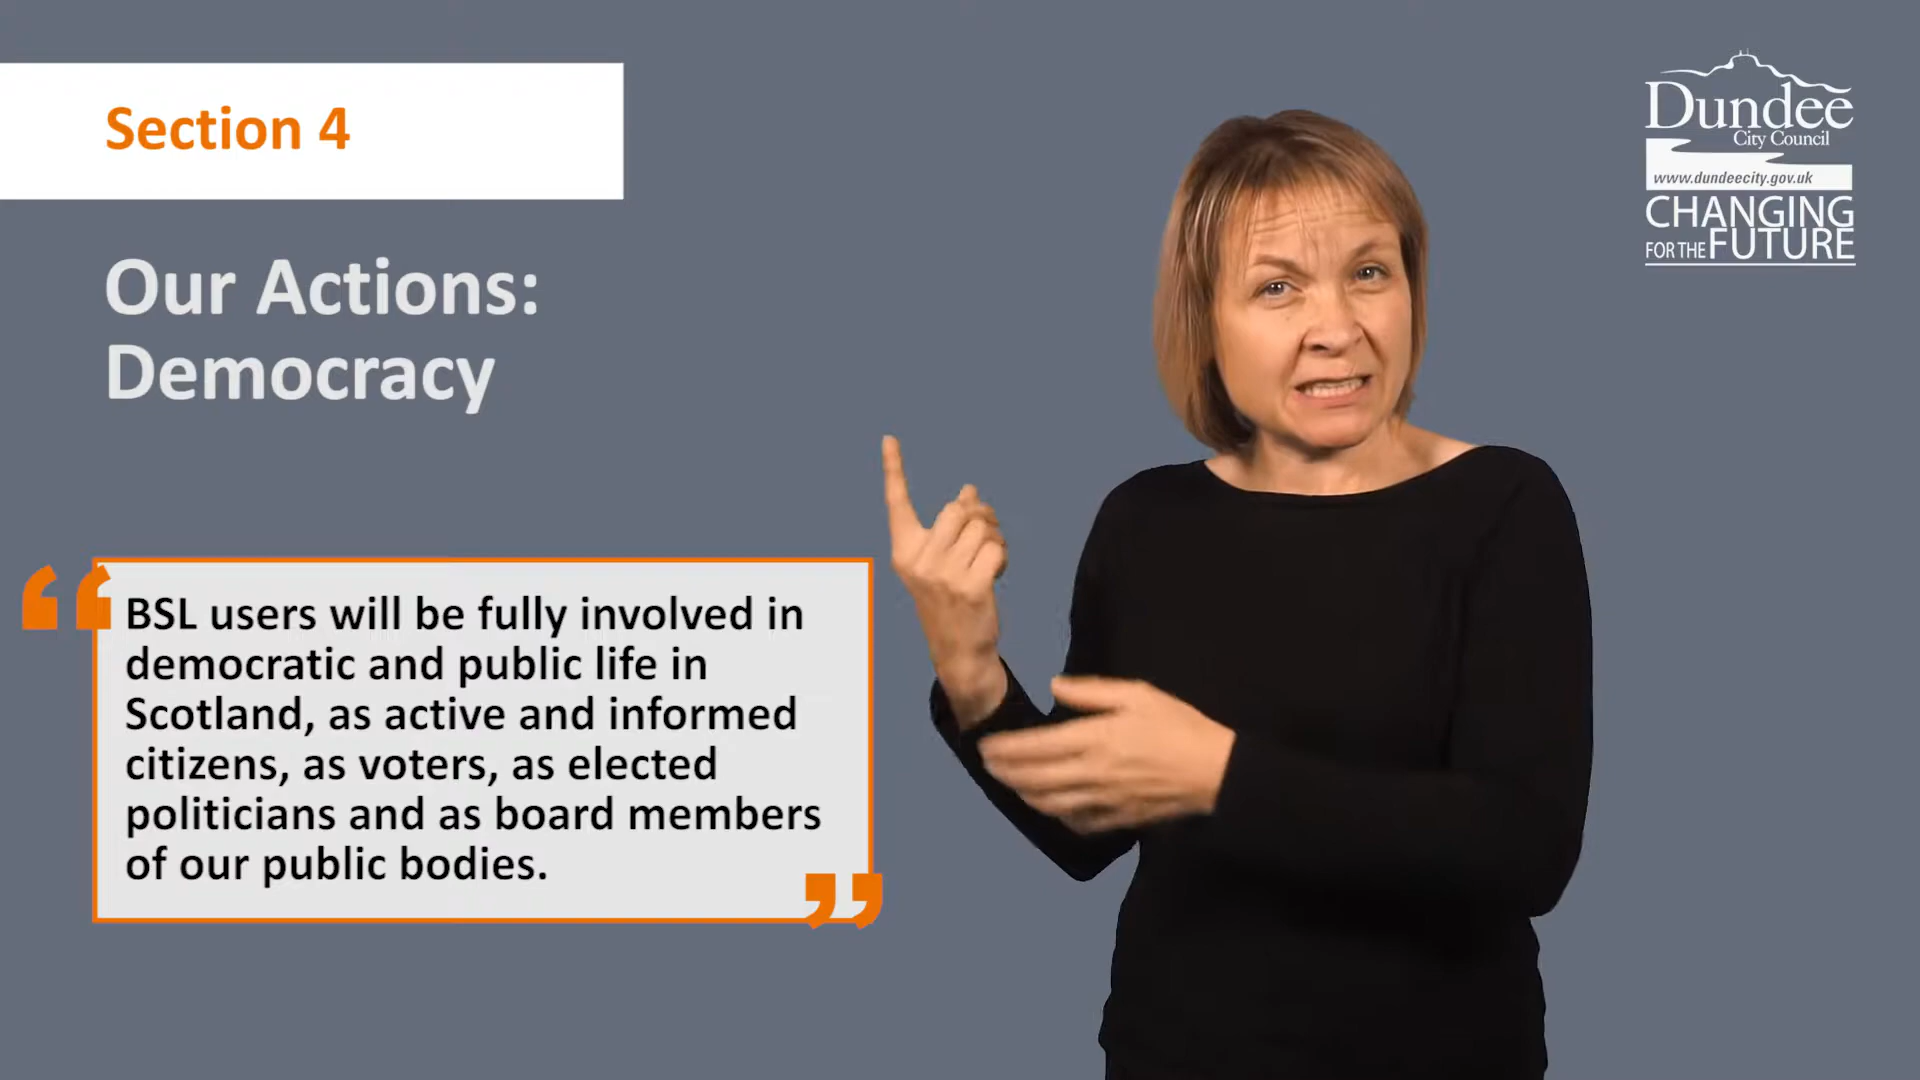 Section 4
Our Actions:
Democracy
BSL users will be fully involved in
democratic and public life in
Scotland, as active and informed
citizens, as voters, as elected
politicians and as board members
of our public bodies.
Dundee
City Council
www.dundeecity.gov.uk
CHANGING
FOR THE FUTURE